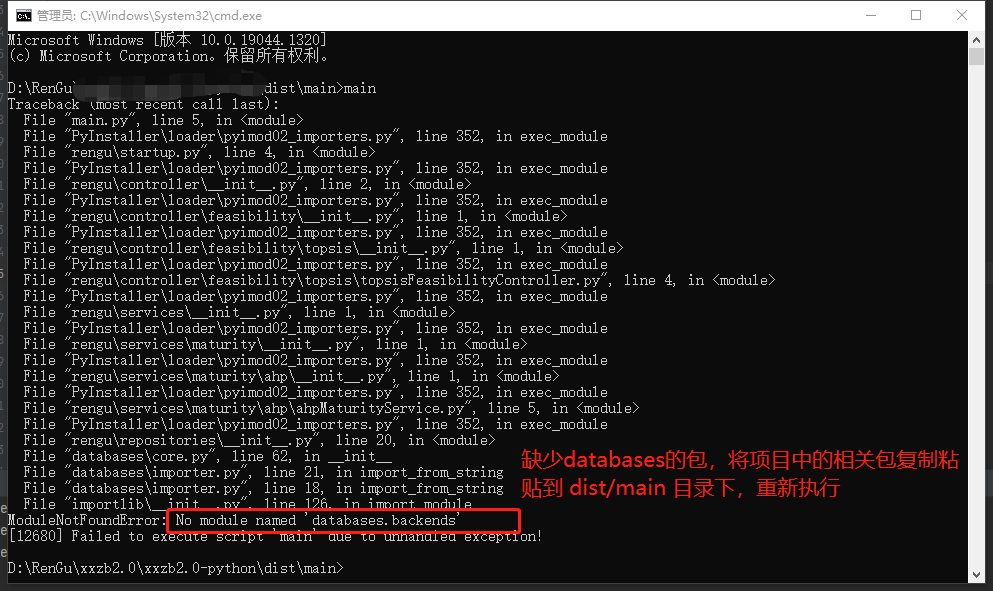 管理员: C:\Windows\System32\cmd.exe
Microsoft Windows [版本 10.0.19044.1320]
(c) Microsoft Corporation。保留所有权利。
D:\RenGu\ dist\main>main
Traceback (most recent call last):
File "main.py", line 5, in <module>
File "PyInstaller\loader\pyimod02_importers.py", line 352, in exec_module
File "rengu\startup.py", line 4, in <module>
File "PyInstaller\loader\pyimod02_importers.py", line 352, in exec_module
File "rengu\controller\__init__.py", line 2, in <module>
File "PyInstaller\loader\pyimod02_importers.py", line 352, in exec_module
File "rengu\controller\feasibility\__init__.py", line 1, in <module>
File "PyInstaller\loader\pyimod02_importers.py", line 352, in exec_module
File "rengu\controller\feasibility\topsis\__init__.py", line 1, in <module>
File "PyInstaller\loader\pyimod02_importers.py", line 352, in exec_module
File "rengu\controller\feasibility\topsis\topsisFeasibilityController.py", line 4, in <module>
File "PyInstaller\loader\pyimod02_importers.py", line 352, in exec_module
File "rengu\services\__init__.py", line 1, in <module>
File "PyInstaller\loader\pyimod02_importers.py", line 352, in exec_module
File "rengu\services\maturity\__init__.py", line 1, in <module>
File "PyInstaller\loader\pyimod02_importers.py", line 352, in exec_module
File "rengu\services\maturity\ahp\__init__.py", line 1, in <module>
File "PyInstaller\loader\pyimod02_importers.py", line 352, in exec_module
File "rengu\services\maturity\ahp\ahpMaturityService.py", line 5, in <module>
File "PyInstaller\loader\pyimod02_importers.py", line 352, in exec_module
File "rengu\repositories\__init__.py", line 20, in <module>
File "databases\core.py", line 62, in __init__
File "databases\importer.py", line 21, in import_from_string
File "databases\importer.py", line 18, in import_from_string
File "importlib\__init__.py", line 126, in import_module
ModuleNotFoundError: No module named 'databases.backends'
[12680] Failed to execute script 'main' due to unhandled exception!
D:\RenGu\xxzb2.0\xxzb2.0-python\dist\main>
缺少databases的包，将项目中的相关包复制粘
贴到 dist/main 目录下，重新执行